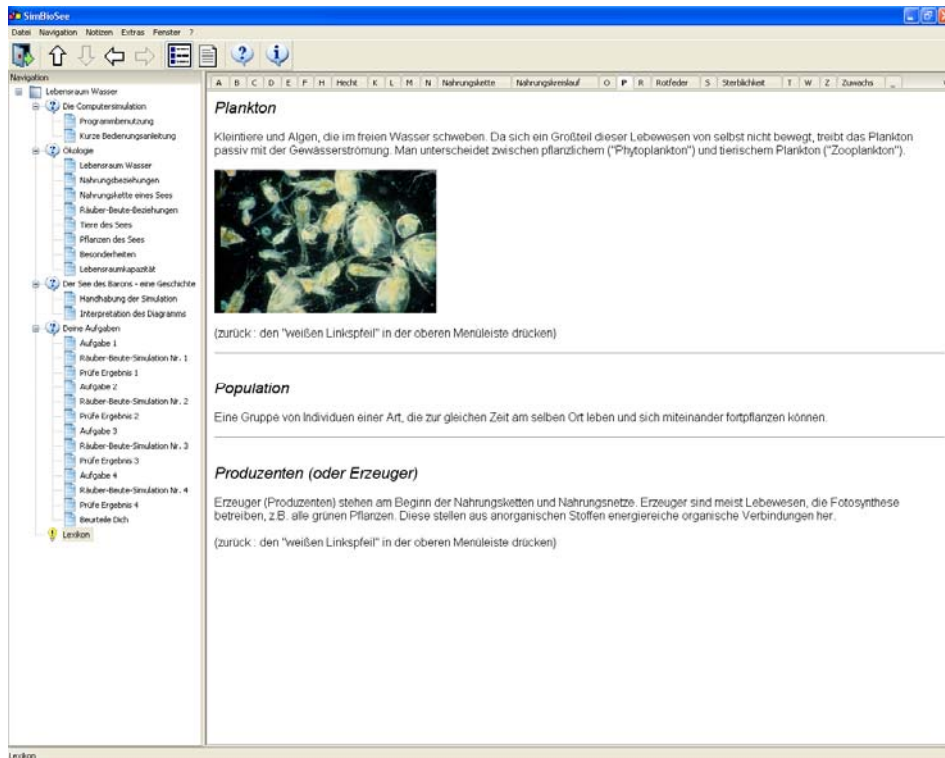 SimBioSee
Datei Navigation Notizen Extras Fenster ?
Navigation
Lebensraum Wasser
Die Computersimulation
Programmbenutzung
Kurze Bedienungsanleitung
Ökologie
Lebensraum Wasser
Nahrungsbeziehungen
Nahrungskette eines Sees
Räuber-Beute-Beziehungen
Tiere des Sees
Pflanzen des Sees
Besonderheiten
Lebensraumkapazität
Der See des Barons - eine Geschichte
Handhabung der Simulation
Interpretation des Diagramms
Deine Aufgaben
Aufgabe 1
Räuber-Beute-Simulation Nr. 1
Prüfe Ergebnis 1
Aufgabe 2
Räuber-Beute-Simulation Nr. 2
Prüfe Ergebnis 2
Aufgabe 3
Räuber-Beute-Simulation Nr. 3
Prüfe Ergebnis 3
Aufgabe 4
Räuber-Beute-Simulation Nr. 4
Prüfe Ergebnis 4
Beurteile Dich
Lexikon
A B C D E F H Hecht K L M N Nahrungskette Nahrungskreislauf O P R Rotfeder S Sterblichkeit T W Z Zuwachs _
Plankton
Kleintiere und Algen, die im freien Wasser schweben. Da sich ein Großteil dieser Lebewesen von selbst nicht bewegt, treibt das Plankton
passiv mit der Gewässerströmung. Man unterscheidet zwischen pflanzlichem ("Phytoplankton") und tierischem Plankton ("Zooplankton").
(zurück : den "weißen Linkspfeil" in der oberen Menüleiste drücken)
Population
Eine Gruppe von Individuen einer Art, die zur gleichen Zeit am selben Ort leben und sich miteinander fortpflanzen können.
Produzenten (oder Erzeuger)
Erzeuger (Produzenten) stehen am Beginn der Nahrungsketten und Nahrungsnetze. Erzeuger sind meist Lebewesen, die Fotosynthese
betreiben, z.B. alle grünen Pflanzen. Diese stellen aus anorganischen Stoffen energiereiche organische Verbindungen her.
(zurück : den "weißen Linkspfeil" in der oberen Menüleiste drücken)
Lexikon